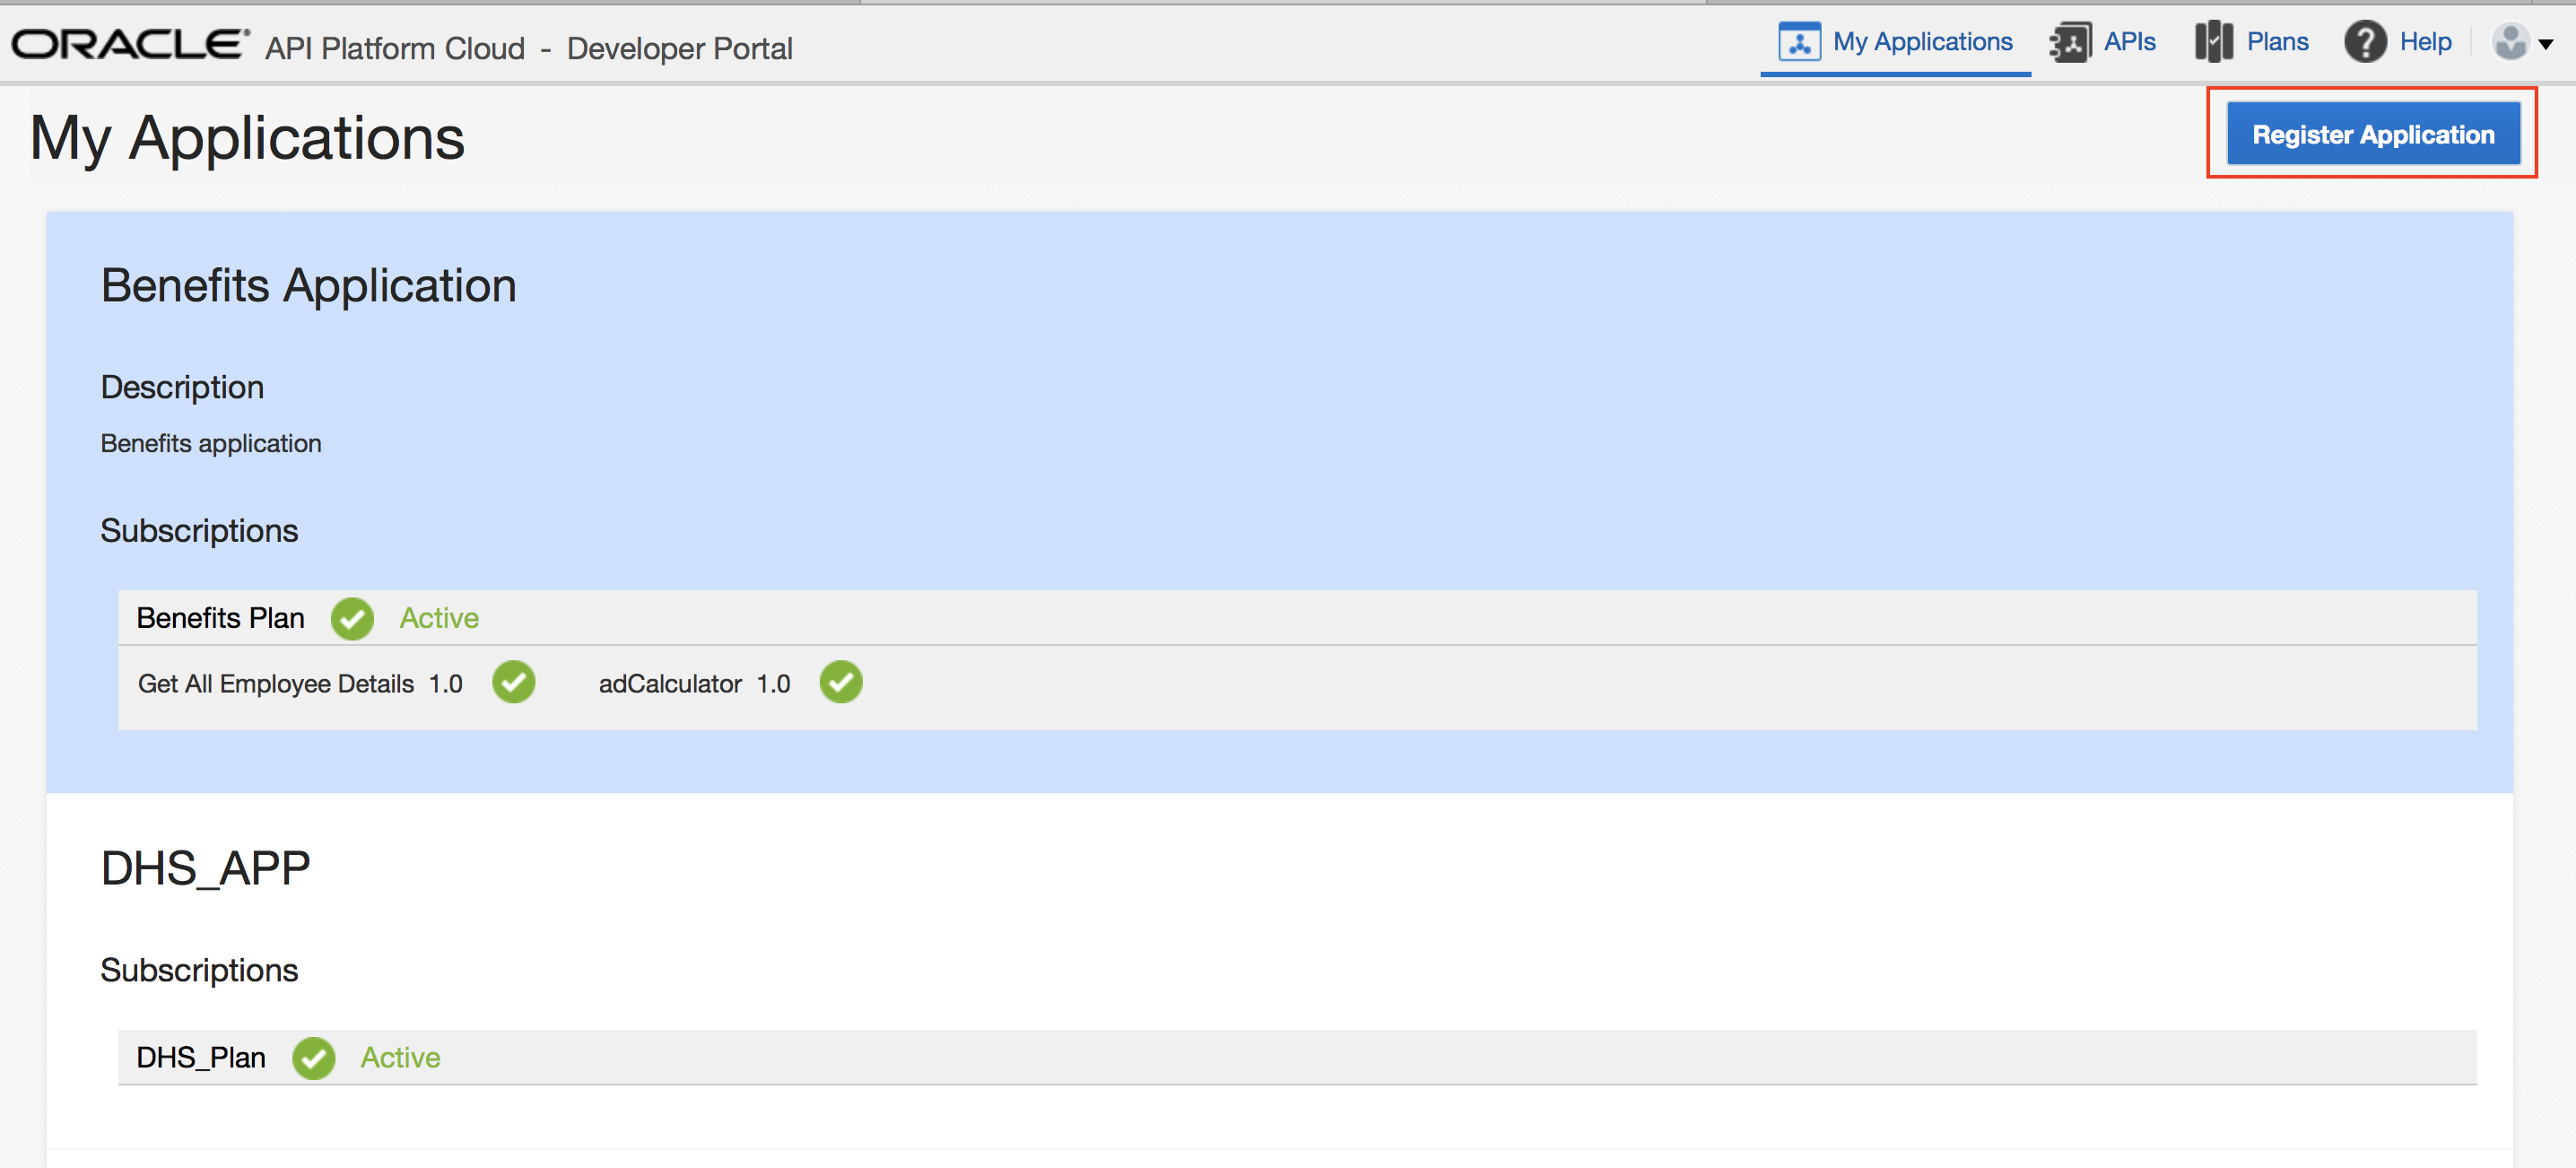 ORACLE® API Platform Cloud - Developer Portal My Applications APIs Plans Help
My Applications Register Application
Benefits Application
Description
Benefits application
Subscriptions
Benefits Plan Active
Get All Employee Details 1.0 adCalculator 1.0
DHS_APP
Subscriptions
DHS_Plan Active